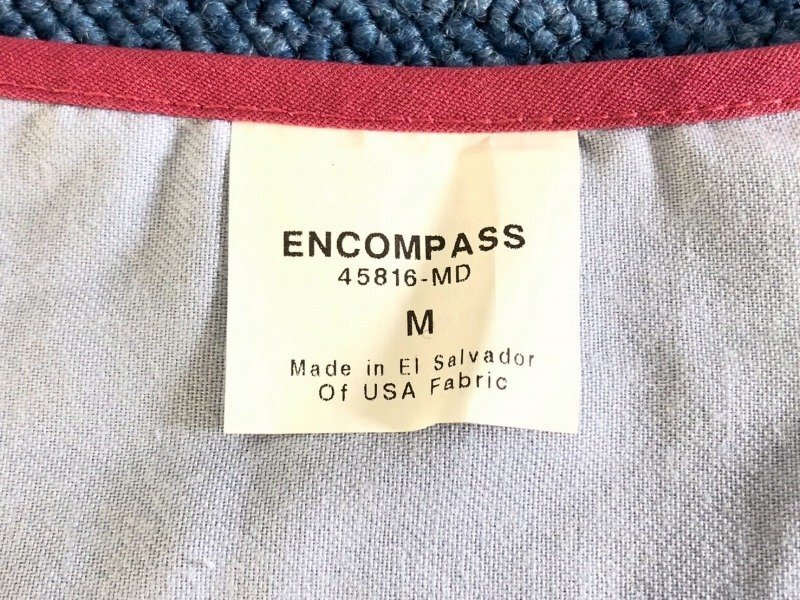 ENCOMPASS
45816-MD
M
Made in El Salvador
Of USA Fabric